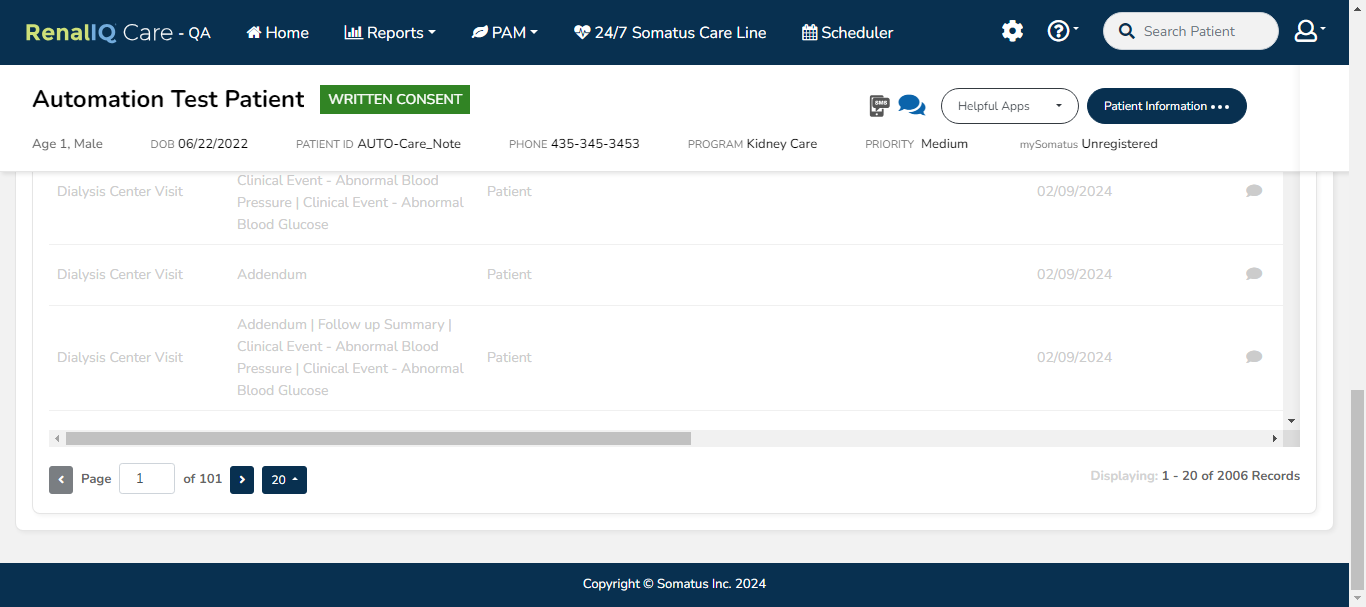 RenalIQ Care - QA Home Reports PAM 24/7 Somatus Care Line Scheduler Search Patient
Automation Test Patient WRITTEN CONSENT SMS Helpful Apps Patient Information
Age 1, Male DOB 06/22/2022 PATIENT ID AUTO-Care_Note PHONE 435-345-3453 PROGRAM Kidney Care PRIORITY Medium mySomatus Unregistered
Clinical Event - Abnormal Blood
Dialysis Center Visit
Pressure | Clinical Event - Abnormal
Blood Glucose
Patient
02/09/2024
Dialysis Center Visit Addendum Patient 02/09/2024
Addendum | Follow up Summary |
Clinical Event - Abnormal Blood
Dialysis Center Visit
Pressure | Clinical Event - Abnormal
Blood Glucose
Patient
02/09/2024
Page 1 of 101 20 Displaying: 1 - 20 of 2006 Records
Copyright © Somatus Inc. 2024